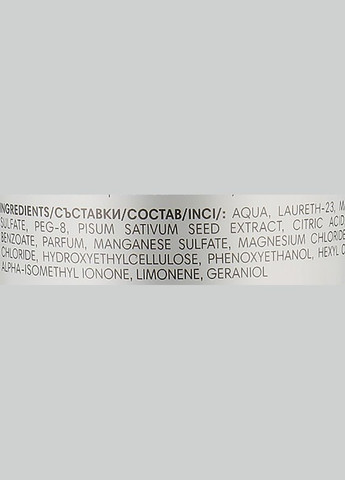 INGREDIENTS/СЪСТАВКИ/СОСТАВ/INCI/: AQUA, LAURETH-23,
SULFATE, PEG-8, PISUM SATIVUM SEED EXTRACT, CITRIC ACID
BENZOATE, PARFUM, MANGANESE SULFATE, MAGNESIUM CHLORIDE
CHLORIDE, HYDROXYETHYLCELLULOSE, PHENOXYETHANOL, HEXYL
ALPHA-ISOMETHYL IONONE, LIMONENE, GERANIOL